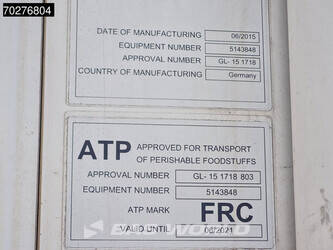 70276804
DATE OF MANUFACTURING 06/2015
EQUIPMENT NUMBER 5143848
APPROVAL NUMBER GL- 15 1718
COUNTRY OF MANUFACTURING Germany
ATP APPROVED FOR TRANSPORT
OF PERISHABLE FOODSTUFFS
APPROVAL NUMBER GL- 15 1718 803
EQUIPMENT NUMBER 5143848
ATP MARK FRC
VALID UNTIL 06/2021